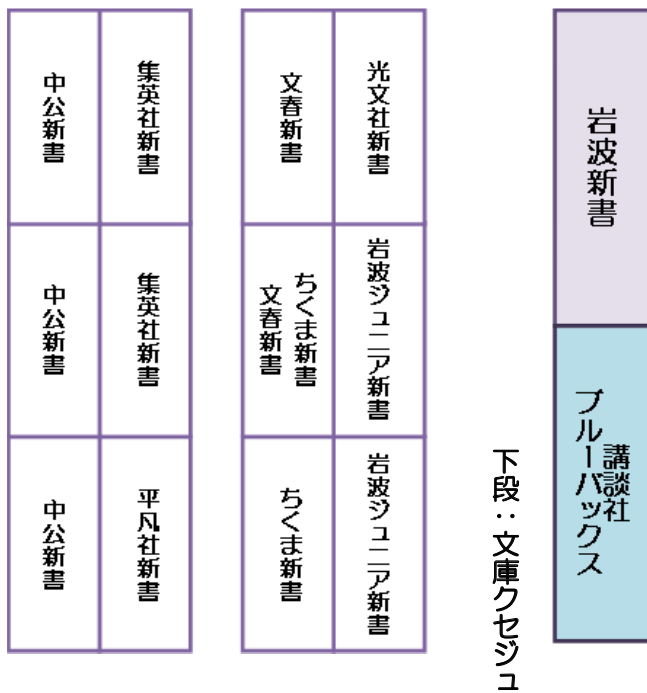 中公新書
集英社新書
文春新書
光文社新書
岩波新書
中公新書
集英社新書
ちくま新書
文春新書
岩波ジュニア新書
講談社
ブルーバックス
中公新書
平凡社新書
ちくま新書
岩波ジュニア新書
下段：文庫クセジュ